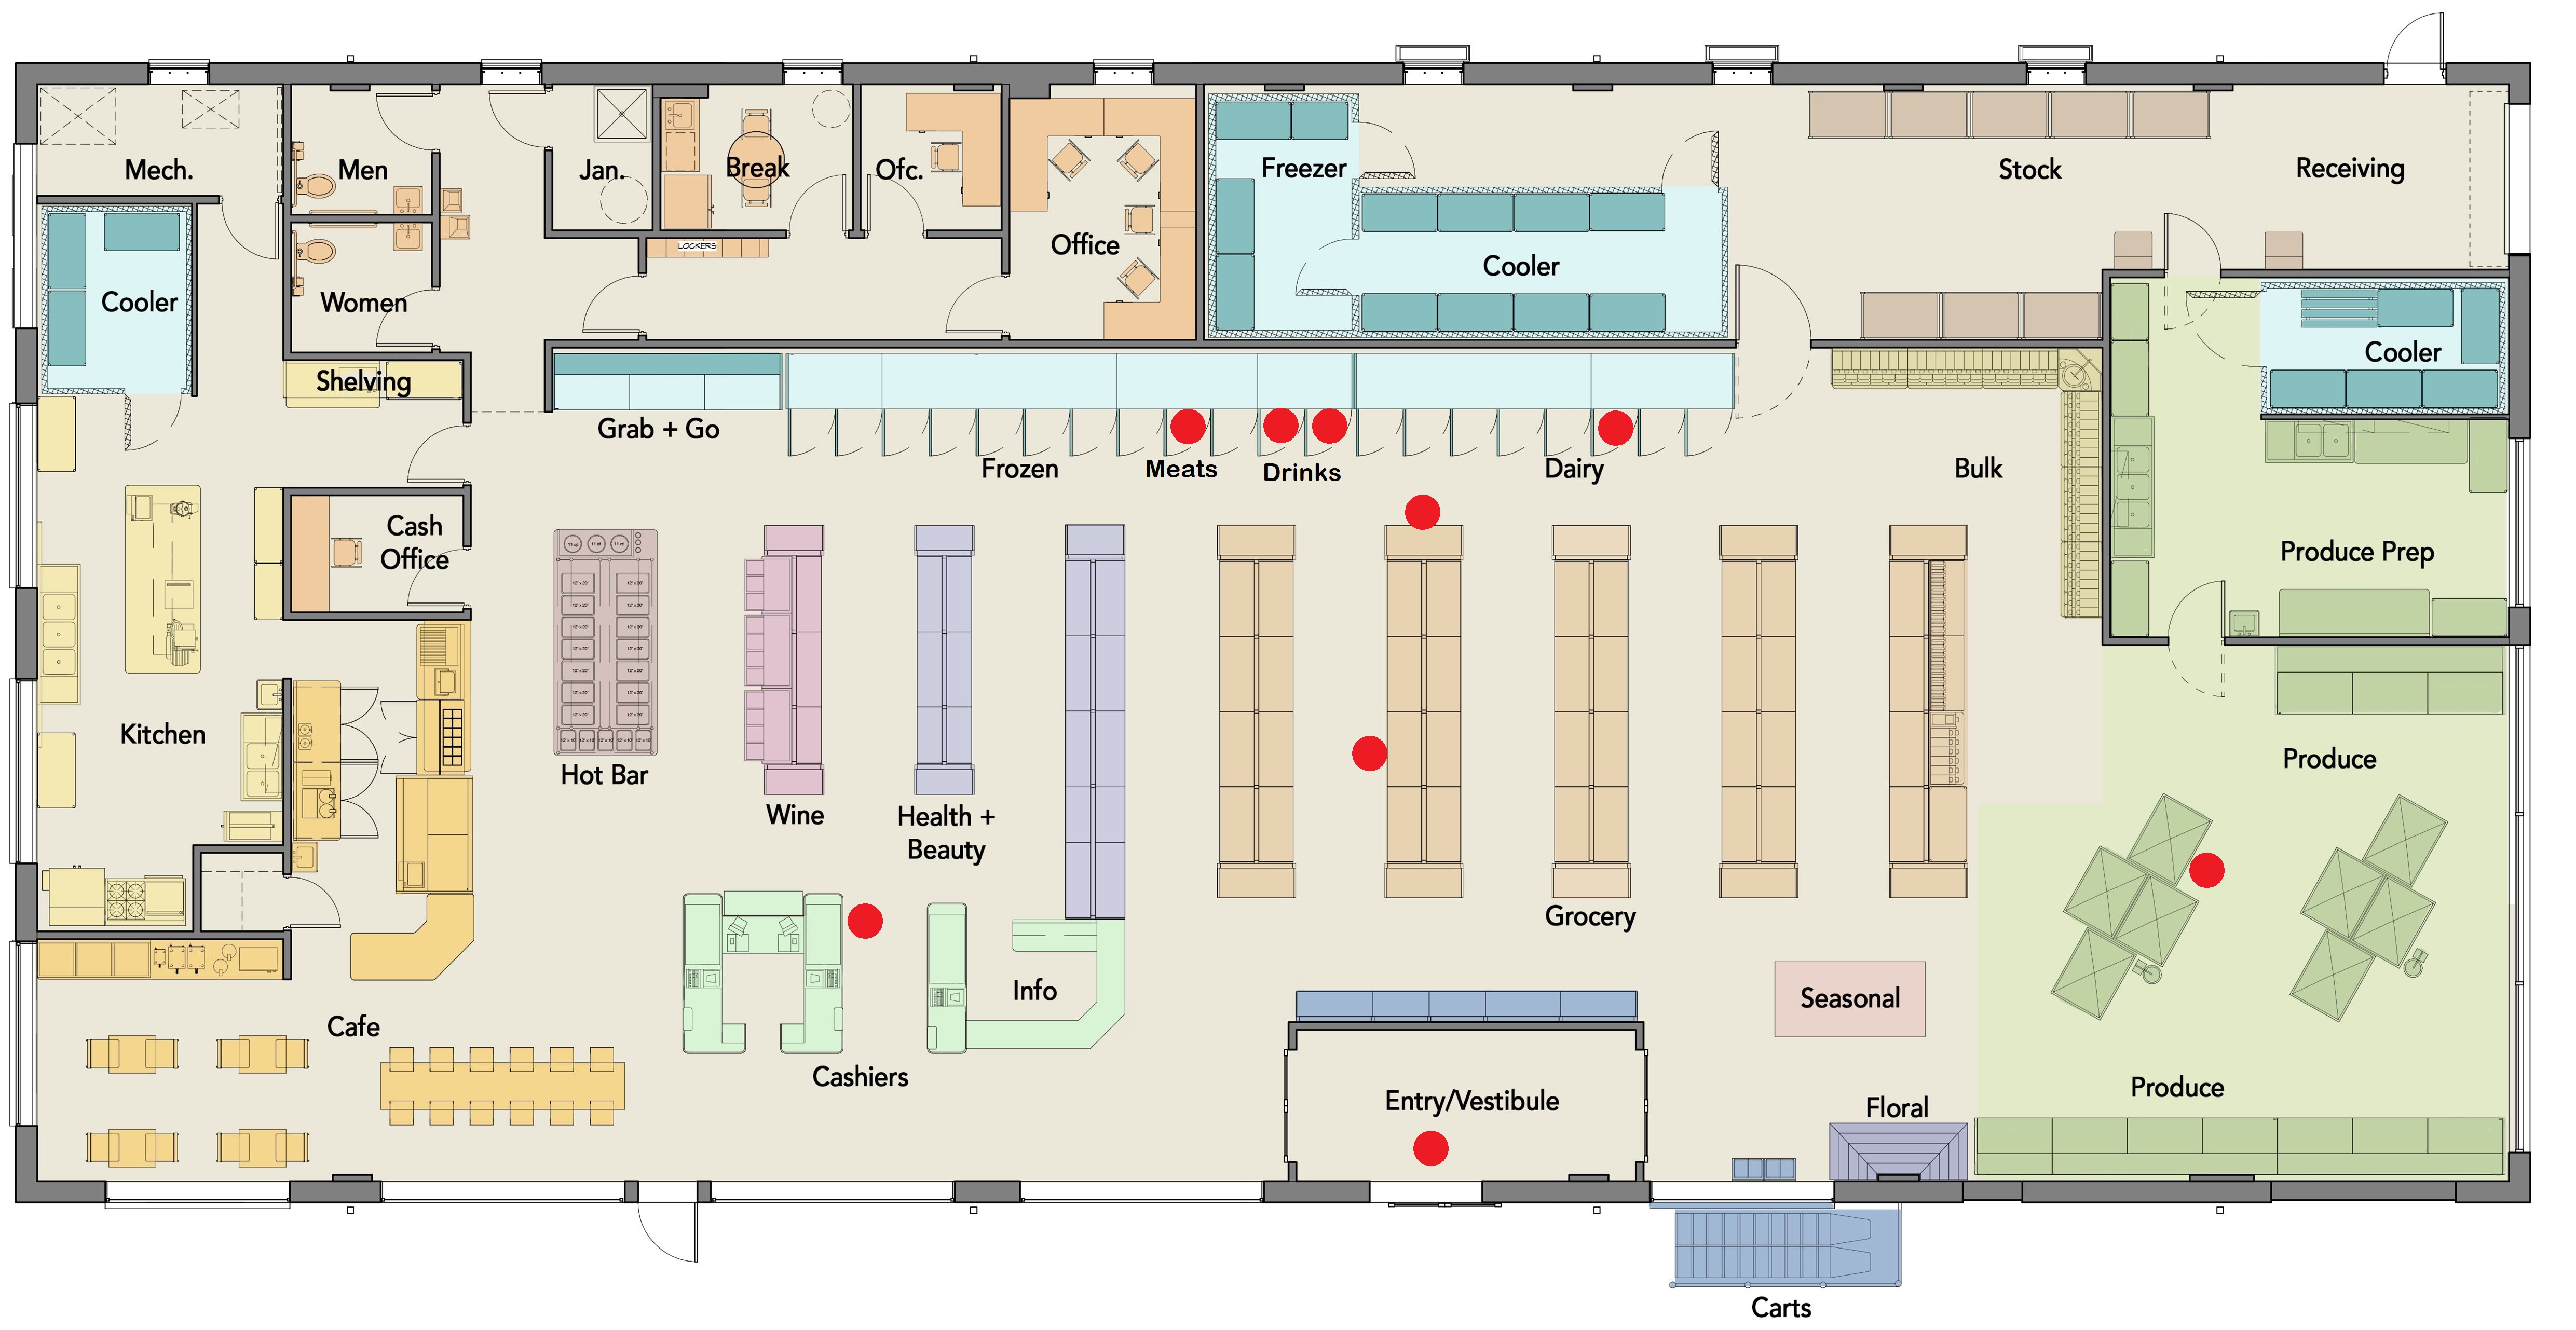 Mech.
Men
Jan.
Break
Ofc.
Freezer
Stock
Receiving
LOCKERS
Office
Cooler
Cooler
Women
Cooler
Shelving
Grab + Go
Frozen
Meats
Drinks
Dairy
Bulk
Cash
Office
Produce Prep
Kitchen
Hot Bar
Wine
Health +
Beauty
Produce
Grocery
Info
Seasonal
Cafe
Cashiers
Entry/Vestibule
Floral
Produce
Carts